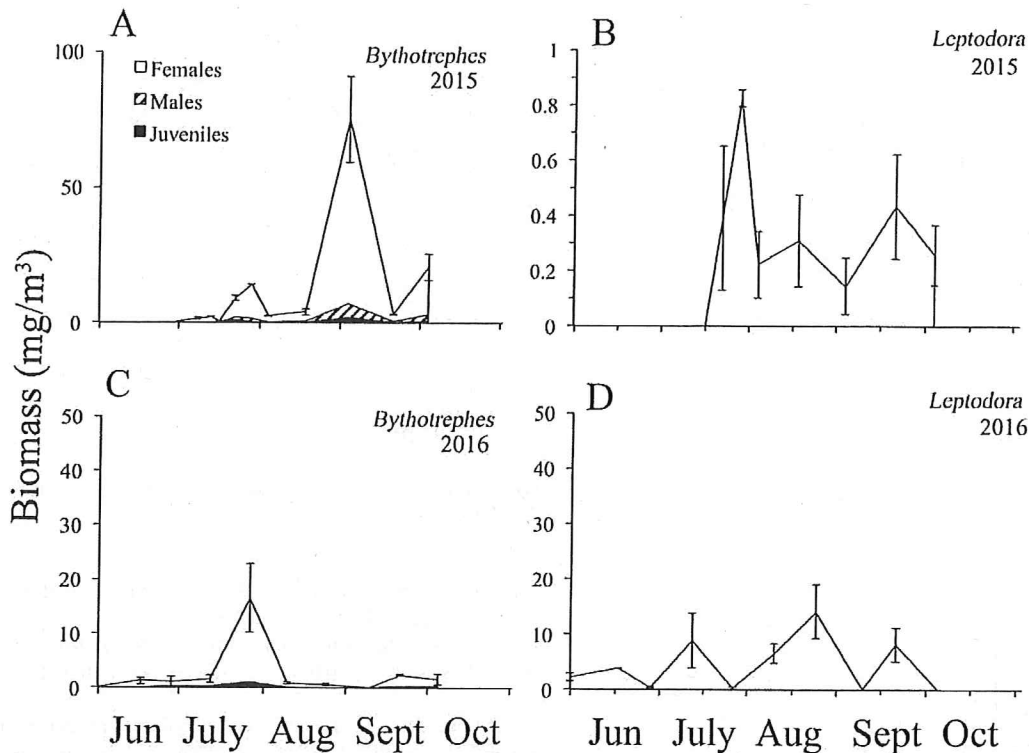 A
Bythotrephes
2015
Females
Males
Juveniles
100
50
0
B
Leptodora
2015
1
0.8
0.6
0.4
0.2
0
Biomass (mg/m³)
C
Bythotrephes
2016
50
40
30
20
10
0
D
Leptodora
2016
50
40
30
20
10
0
Jun July Aug Sept Oct
Jun July Aug Sept Oct